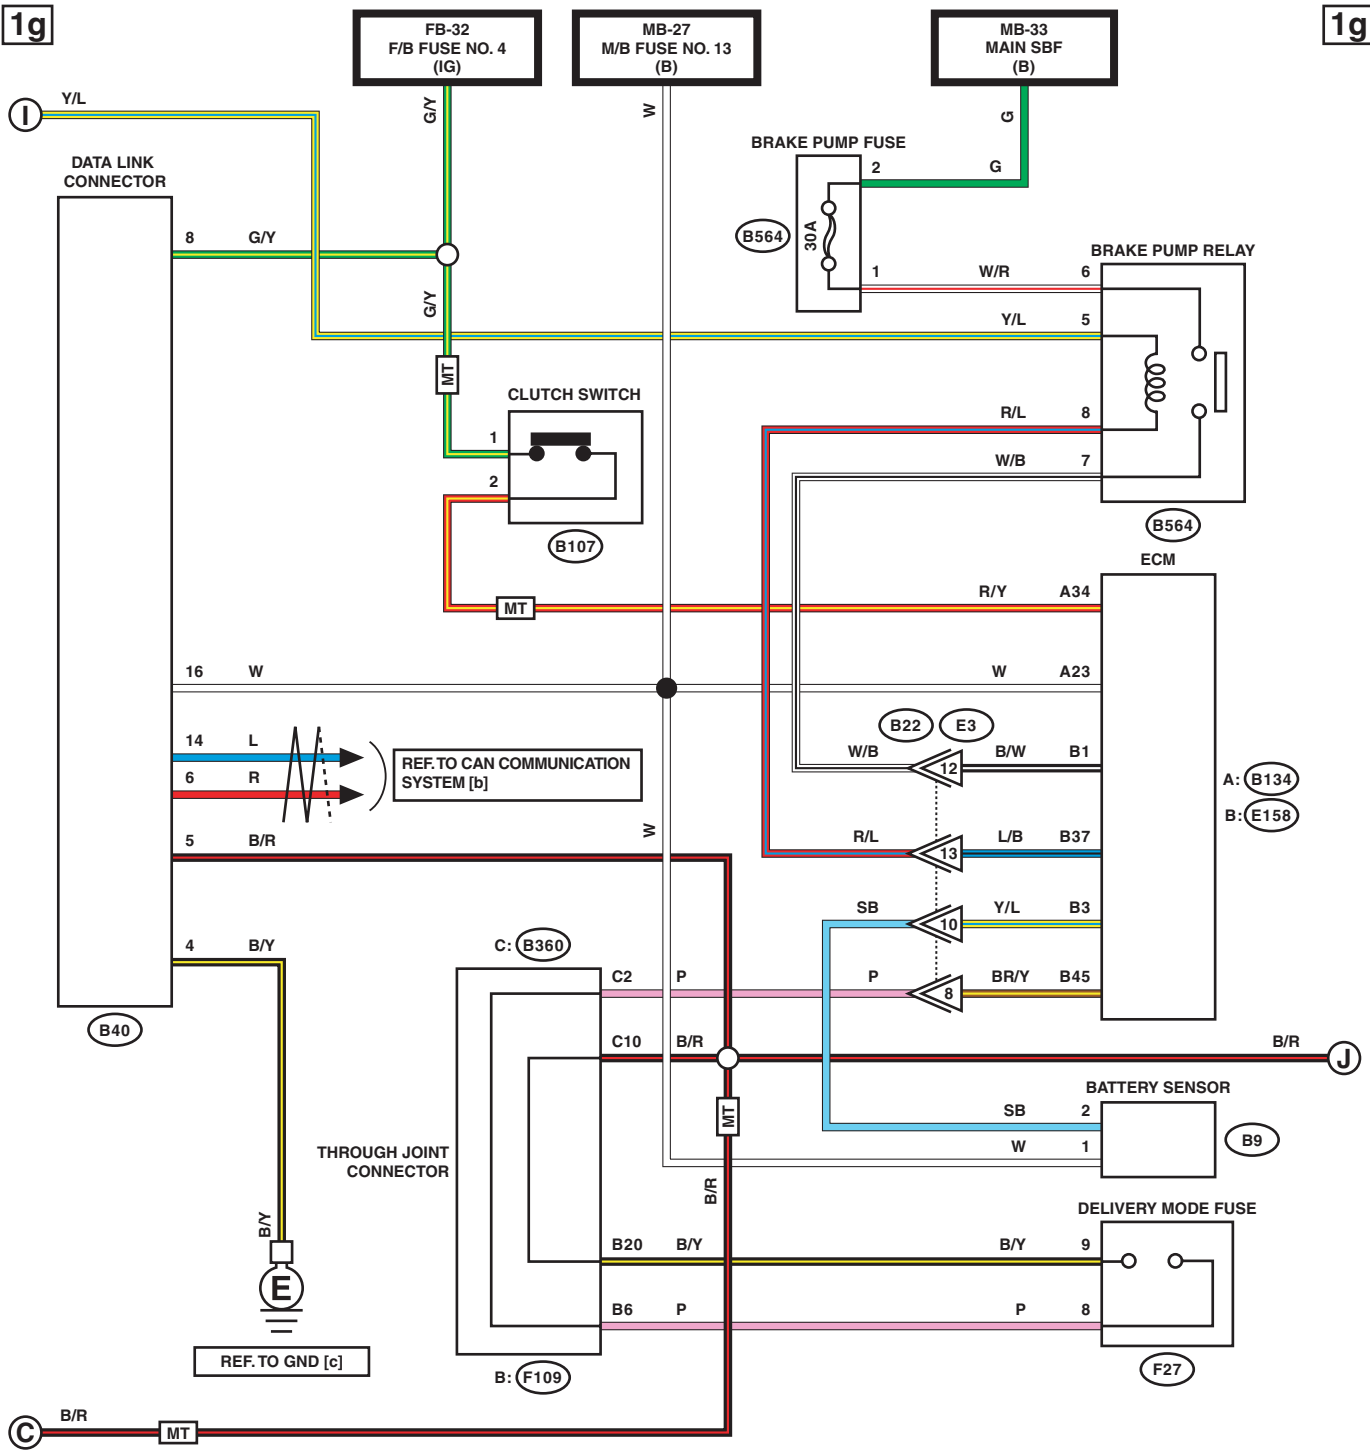 1g
1g
FB-32
F/B FUSE NO. 4
(IG)
MB-27
M/B FUSE NO. 13
(B)
MB-33
MAIN SBF
(B)
I
Y/L
G/Y
W
G
BRAKE PUMP FUSE
2
G
DATA LINK
CONNECTOR
B564
30A
8
G/Y
BRAKE PUMP RELAY
1
W/R
6
G/Y
Y/L
5
MT
CLUTCH SWITCH
R/L
8
1
W/B
7
2
B107
B564
ECM
MT
R/Y
A34
16
W
W
A23
B22
E3
14
L
W/B
12
B/W
B1
REF. TO CAN COMMUNICATION
SYSTEM [b]
6
R
A: B134
B: E158
W
5
B/R
R/L
13
L/B
B37
SB
10
Y/L
B3
4
B/Y
C: B360
C2
P
P
8
BR/Y
B45
B40
C10
B/R
B/R
J
BATTERY SENSOR
MT
SB
2
B9
W
1
THROUGH JOINT
CONNECTOR
B/R
B/Y
DELIVERY MODE FUSE
B20
B/Y
B/Y
9
E
B6
P
P
8
REF. TO GND [c]
B: F109
F27
C
B/R
MT